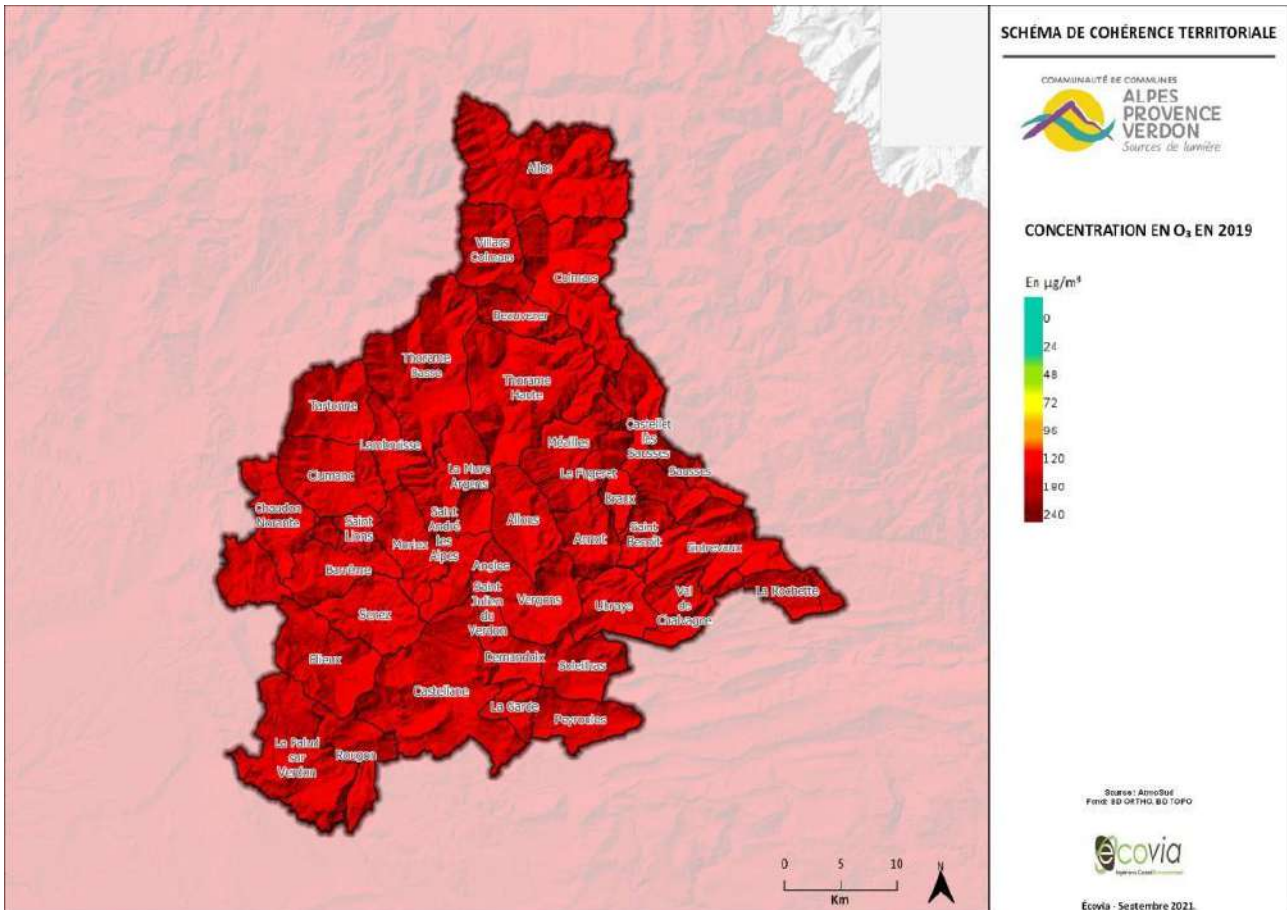 SCHÉMA DE COHÉRENCE TERRITORIALE
COMMUNAUTÉ DE COMMUNES
ALPES
PROVENCE
VERDON
Sources de lumière
CONCENTRATION EN O₃ EN 2019
En µg/m³
0
24
48
72
96
120
180
240
Allos
Villars
Colmars
Colmars
Beauvezer
Thorame
Basse
Thorame
Haute
Tartonne
Lambruisse
Castellet
lès
Sausses
Méailles
Sausses
La Mure
Argens
Le Fugeret
Clumanc
Braux
Chaudon
Norante
Saint
Lions
Saint
André
les
Alpes
Allons
Moriez
Annot
Saint
Benoît
Entrevaux
Barrême
Angles
Senez
Saint
Julien
du
Verdon
Vergons
Ubraye
Val
de
Chalvagne
La Rochette
Blieux
Demandolx
Soleilhas
Castellane
La Garde
Peyroules
La Palud
sur
Verdon
Rougon
0 5 10
Km
N
Source : AtmoSud
Fond : BD ORTHO, BD TOPO
écovia
Écovia - Septembre 2021.